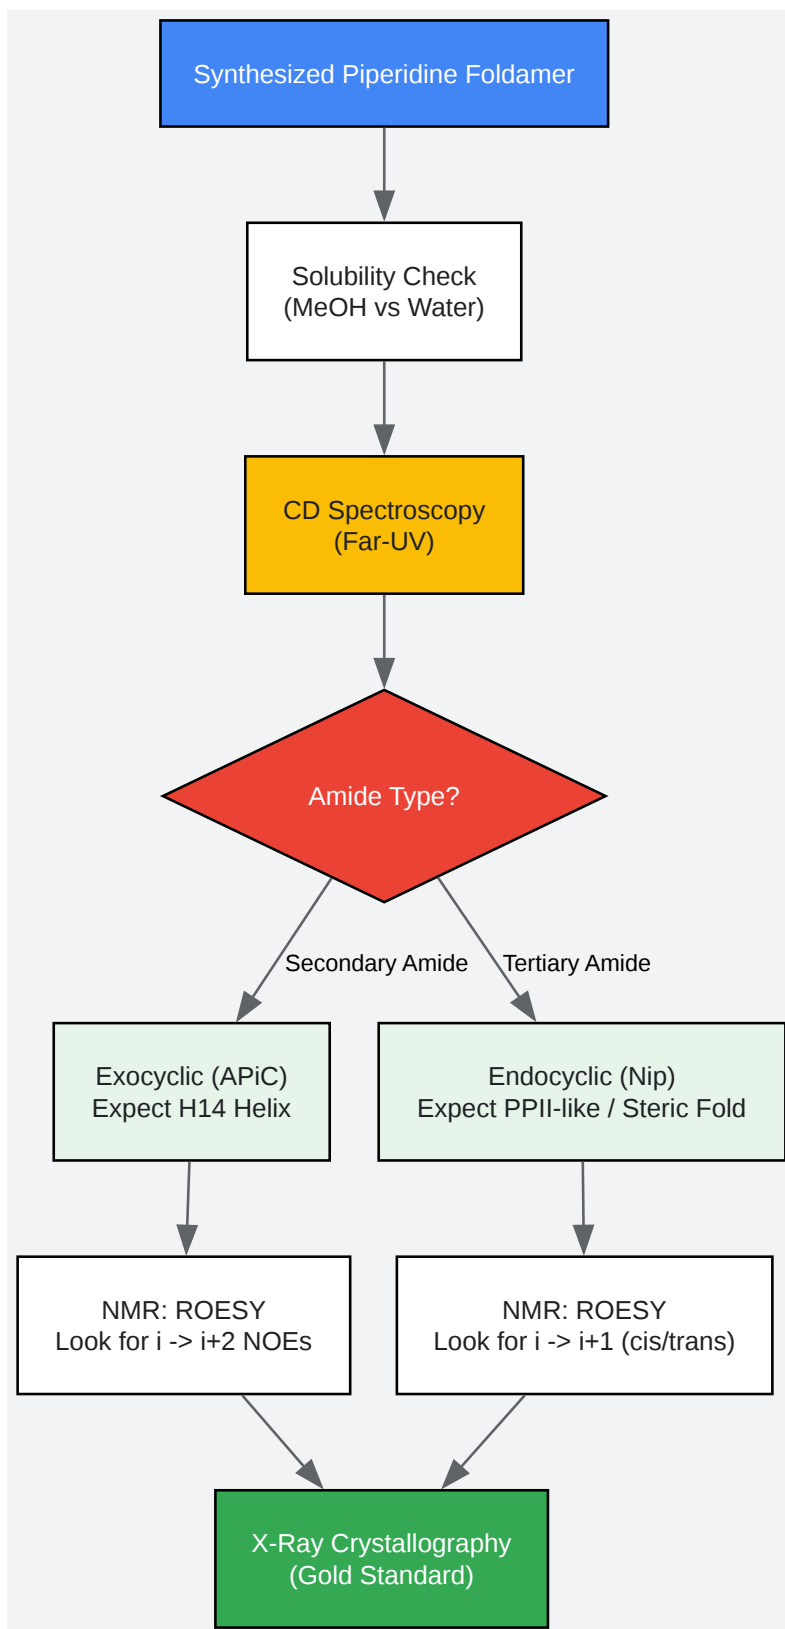 Synthesized Piperidine Foldamer
Solubility Check
(MeOH vs Water)
CD Spectroscopy
(Far-UV)
Amide Type?
Secondary Amide
Tertiary Amide
Exocyclic (APiC)
Expect H14 Helix
Endocyclic (Nip)
Expect PPII-like / Steric Fold
NMR: ROESY
Look for i -> i+2 NOEs
NMR: ROESY
Look for i -> i+1 (cis/trans)
X-Ray Crystallography
(Gold Standard)